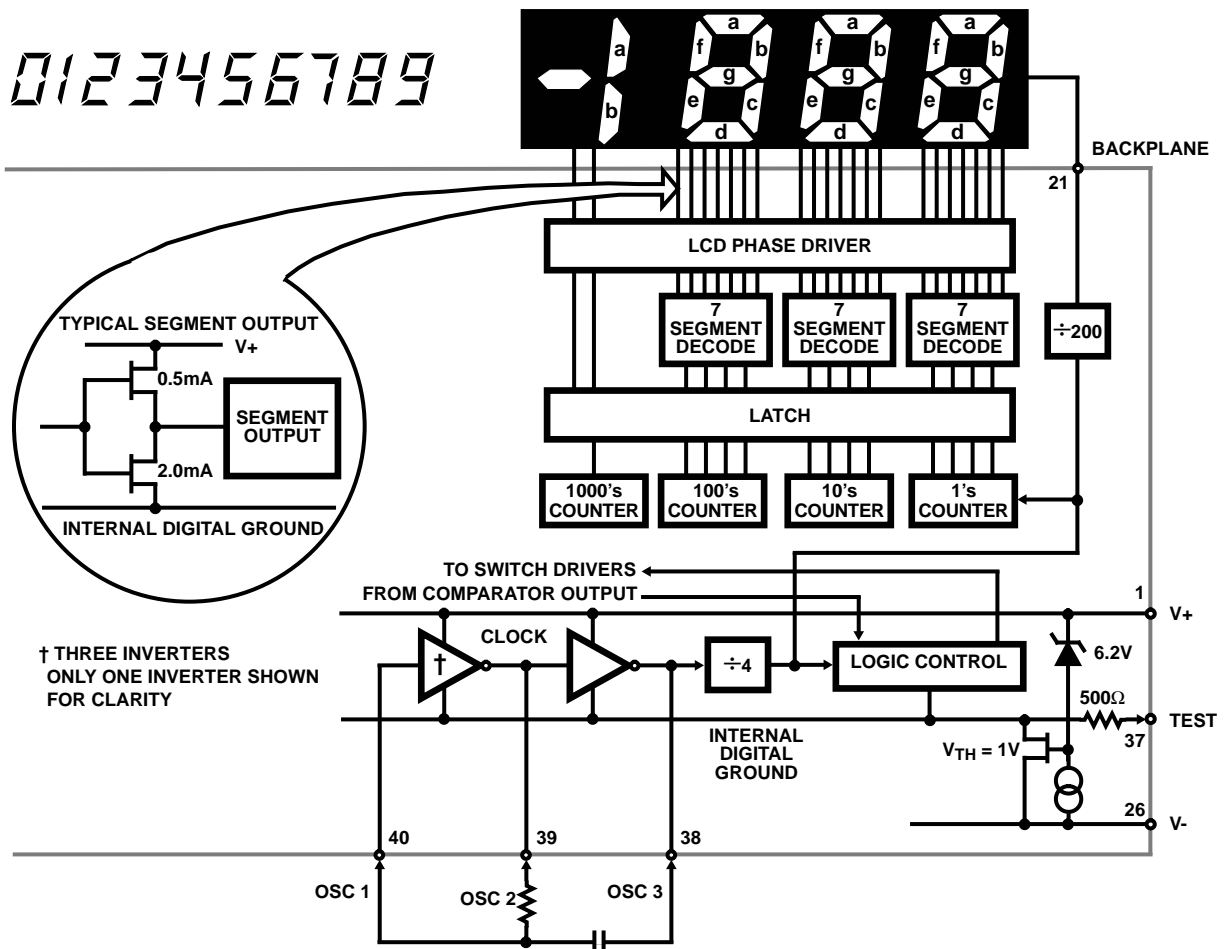 0123456789
a
b
a
f b
g
e c
d
a
f b
g
e c
d
a
f b
g
e c
d
BACKPLANE
21
LCD PHASE DRIVER
7
SEGMENT
DECODE
7
SEGMENT
DECODE
7
SEGMENT
DECODE
÷200
TYPICAL SEGMENT OUTPUT
V+
0.5mA
SEGMENT
OUTPUT
2.0mA
INTERNAL DIGITAL GROUND
LATCH
1000's
COUNTER
100's
COUNTER
10's
COUNTER
1's
COUNTER
TO SWITCH DRIVERS
FROM COMPARATOR OUTPUT
1
V+
† THREE INVERTERS
ONLY ONE INVERTER SHOWN
FOR CLARITY
†
CLOCK
÷4
LOGIC CONTROL
6.2V
500Ω
TEST
37
INTERNAL
DIGITAL
GROUND
VTH = 1V
26
V-
40
39
38
OSC 1
OSC 2
OSC 3